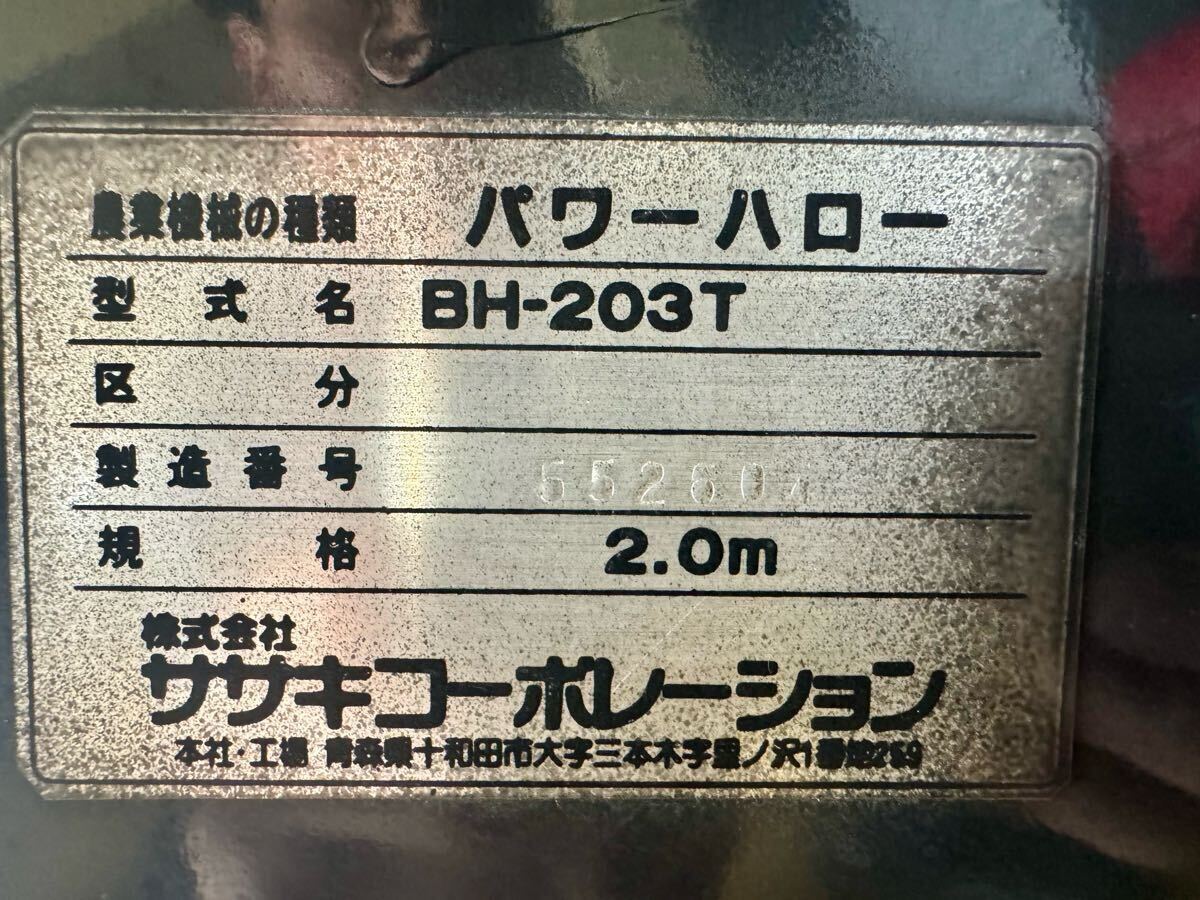 農業機械の種類 パワーハロー
型式名 BH-203T
区分
製造番号
規格 2.0m
株式会社
ササキコーポレーション
本社・工場 青森県十和田市大字三本木字里ノ沢1番地259